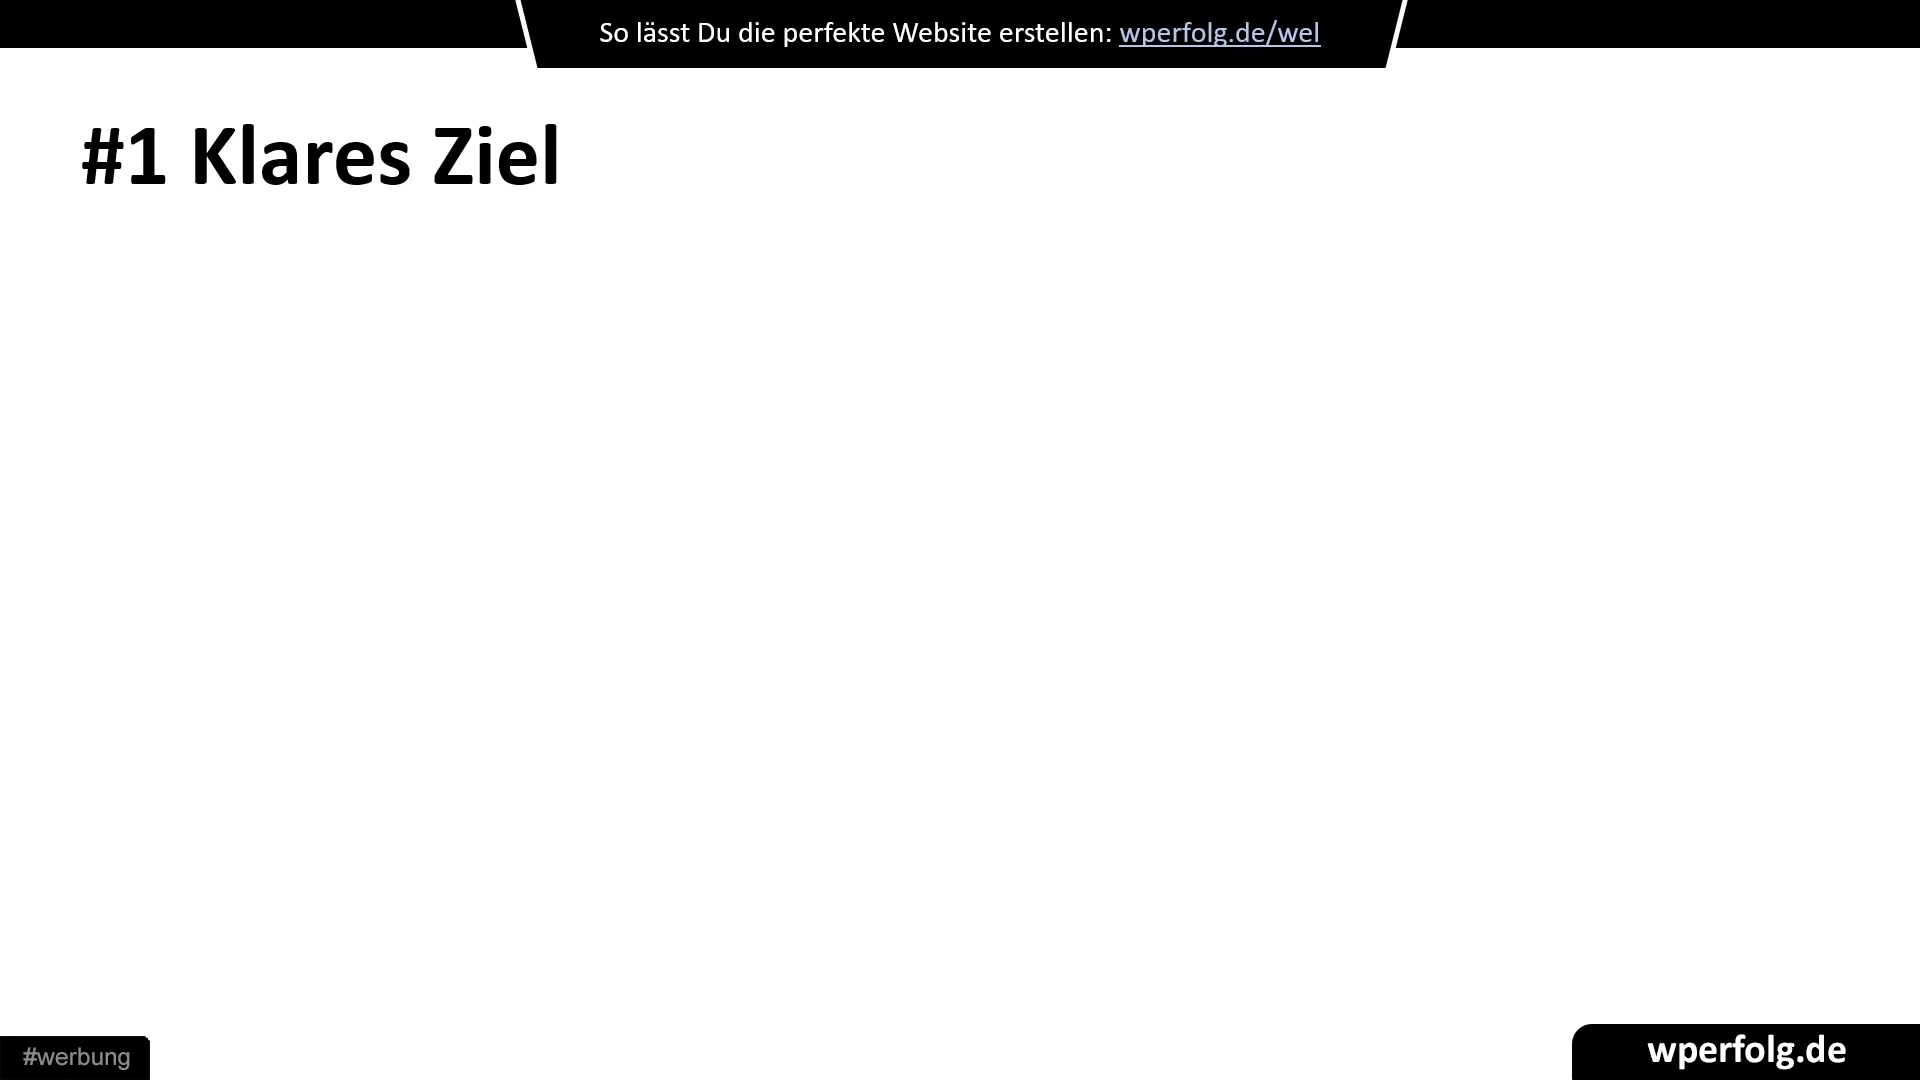 So lässt Du die perfekte Website erstellen: wperfolg.de/wel
#1 Klares Ziel
#werbung
wperfolg.de